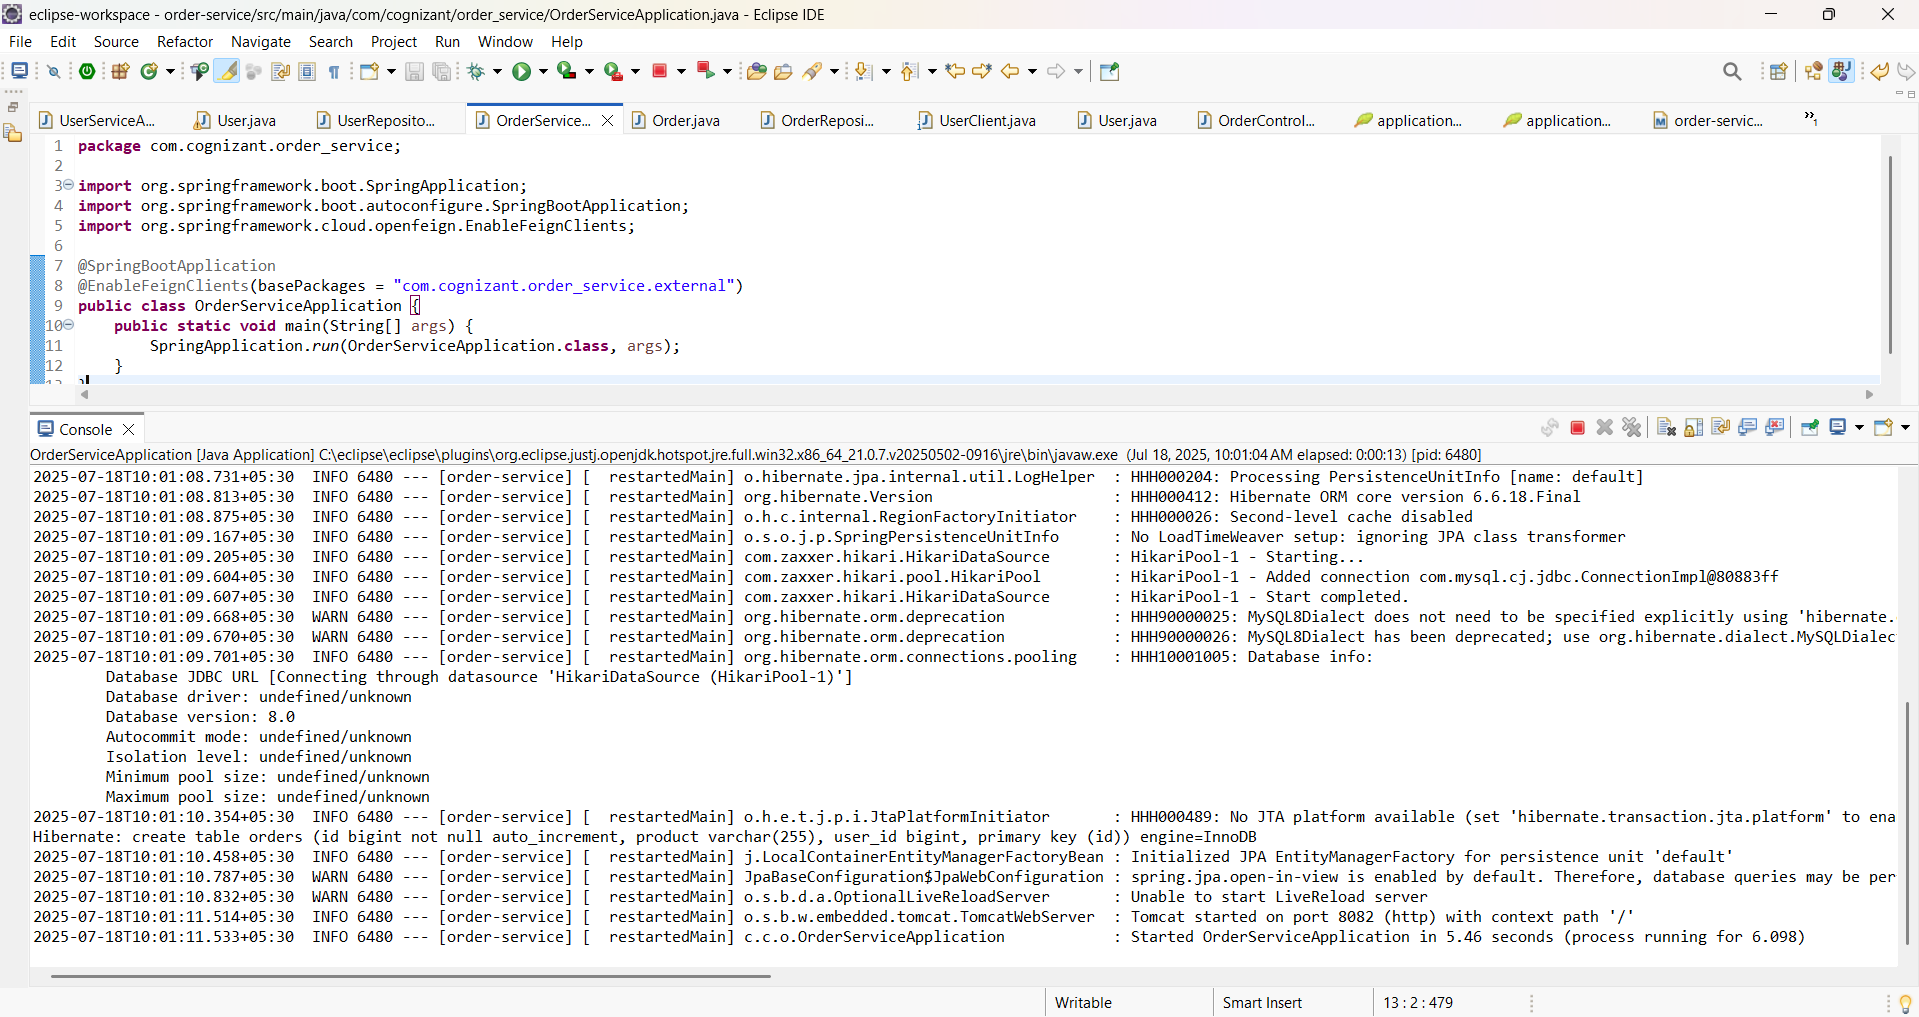 eclipse-workspace - order-service/src/main/java/com/cognizant/order_service/OrderServiceApplication.java - Eclipse IDE
File Edit Source Refactor Navigate Search Project Run Window Help
UserServiceA... User.java UserReposito... OrderService... Order.java OrderReposi... UserClient.java User.java OrderControl... application... application... order-servic... »1
1 package com.cognizant.order_service;
2
3 import org.springframework.boot.SpringApplication;
4 import org.springframework.boot.autoconfigure.SpringBootApplication;
5 import org.springframework.cloud.openfeign.EnableFeignClients;
6
7 @SpringBootApplication
8 @EnableFeignClients(basePackages = "com.cognizant.order_service.external")
9 public class OrderServiceApplication {
10 public static void main(String[] args) {
11 SpringApplication.run(OrderServiceApplication.class, args);
12 }
13 }
Console
OrderServiceApplication [Java Application] C:\eclipse\eclipse\plugins\org.eclipse.justj.openjdk.hotspot.jre.full.win32.x86_64_21.0.7.v20250502-0916\jre\bin\javaw.exe (Jul 18, 2025, 10:01:04 AM elapsed: 0:00:13) [pid: 6480]
2025-07-18T10:01:08.731+05:30 INFO 6480 --- [order-service] [ restartedMain] o.hibernate.jpa.internal.util.LogHelper : HHH000204: Processing PersistenceUnitInfo [name: default]
2025-07-18T10:01:08.813+05:30 INFO 6480 --- [order-service] [ restartedMain] org.hibernate.Version : HHH000412: Hibernate ORM core version 6.6.18.Final
2025-07-18T10:01:08.875+05:30 INFO 6480 --- [order-service] [ restartedMain] o.h.c.internal.RegionFactoryInitiator : HHH000026: Second-level cache disabled
2025-07-18T10:01:09.167+05:30 INFO 6480 --- [order-service] [ restartedMain] o.s.o.j.p.SpringPersistenceUnitInfo : No LoadTimeWeaver setup: ignoring JPA class transformer
2025-07-18T10:01:09.205+05:30 INFO 6480 --- [order-service] [ restartedMain] com.zaxxer.hikari.HikariDataSource : HikariPool-1 - Starting...
2025-07-18T10:01:09.604+05:30 INFO 6480 --- [order-service] [ restartedMain] com.zaxxer.hikari.pool.HikariPool : HikariPool-1 - Added connection com.mysql.cj.jdbc.ConnectionImpl@80883ff
2025-07-18T10:01:09.607+05:30 INFO 6480 --- [order-service] [ restartedMain] com.zaxxer.hikari.HikariDataSource : HikariPool-1 - Start completed.
2025-07-18T10:01:09.668+05:30 WARN 6480 --- [order-service] [ restartedMain] org.hibernate.orm.deprecation : HHH90000025: MySQL8Dialect does not need to be specified explicitly using 'hibernate.
2025-07-18T10:01:09.670+05:30 WARN 6480 --- [order-service] [ restartedMain] org.hibernate.orm.deprecation : HHH90000026: MySQL8Dialect has been deprecated; use org.hibernate.dialect.MySQLDialec
2025-07-18T10:01:09.701+05:30 INFO 6480 --- [order-service] [ restartedMain] org.hibernate.orm.connections.pooling : HHH10001005: Database info:
Database JDBC URL [Connecting through datasource 'HikariDataSource (HikariPool-1)']
Database driver: undefined/unknown
Database version: 8.0
Autocommit mode: undefined/unknown
Isolation level: undefined/unknown
Minimum pool size: undefined/unknown
Maximum pool size: undefined/unknown
2025-07-18T10:01:10.354+05:30 INFO 6480 --- [order-service] [ restartedMain] o.h.e.t.j.p.i.JtaPlatformInitiator : HHH000489: No JTA platform available (set 'hibernate.transaction.jta.platform' to ena
Hibernate: create table orders (id bigint not null auto_increment, product varchar(255), user_id bigint, primary key (id)) engine=InnoDB
2025-07-18T10:01:10.458+05:30 INFO 6480 --- [order-service] [ restartedMain] j.LocalContainerEntityManagerFactoryBean : Initialized JPA EntityManagerFactory for persistence unit 'default'
2025-07-18T10:01:10.787+05:30 WARN 6480 --- [order-service] [ restartedMain] JpaBaseConfiguration$JpaWebConfiguration : spring.jpa.open-in-view is enabled by default. Therefore, database queries may be per
2025-07-18T10:01:10.832+05:30 WARN 6480 --- [order-service] [ restartedMain] o.s.b.d.a.OptionalLiveReloadServer : Unable to start LiveReload server
2025-07-18T10:01:11.514+05:30 INFO 6480 --- [order-service] [ restartedMain] o.s.b.w.embedded.tomcat.TomcatWebServer : Tomcat started on port 8082 (http) with context path '/'
2025-07-18T10:01:11.533+05:30 INFO 6480 --- [order-service] [ restartedMain] c.c.o.OrderServiceApplication : Started OrderServiceApplication in 5.46 seconds (process running for 6.098)
Writable Smart Insert 13 : 2 : 479